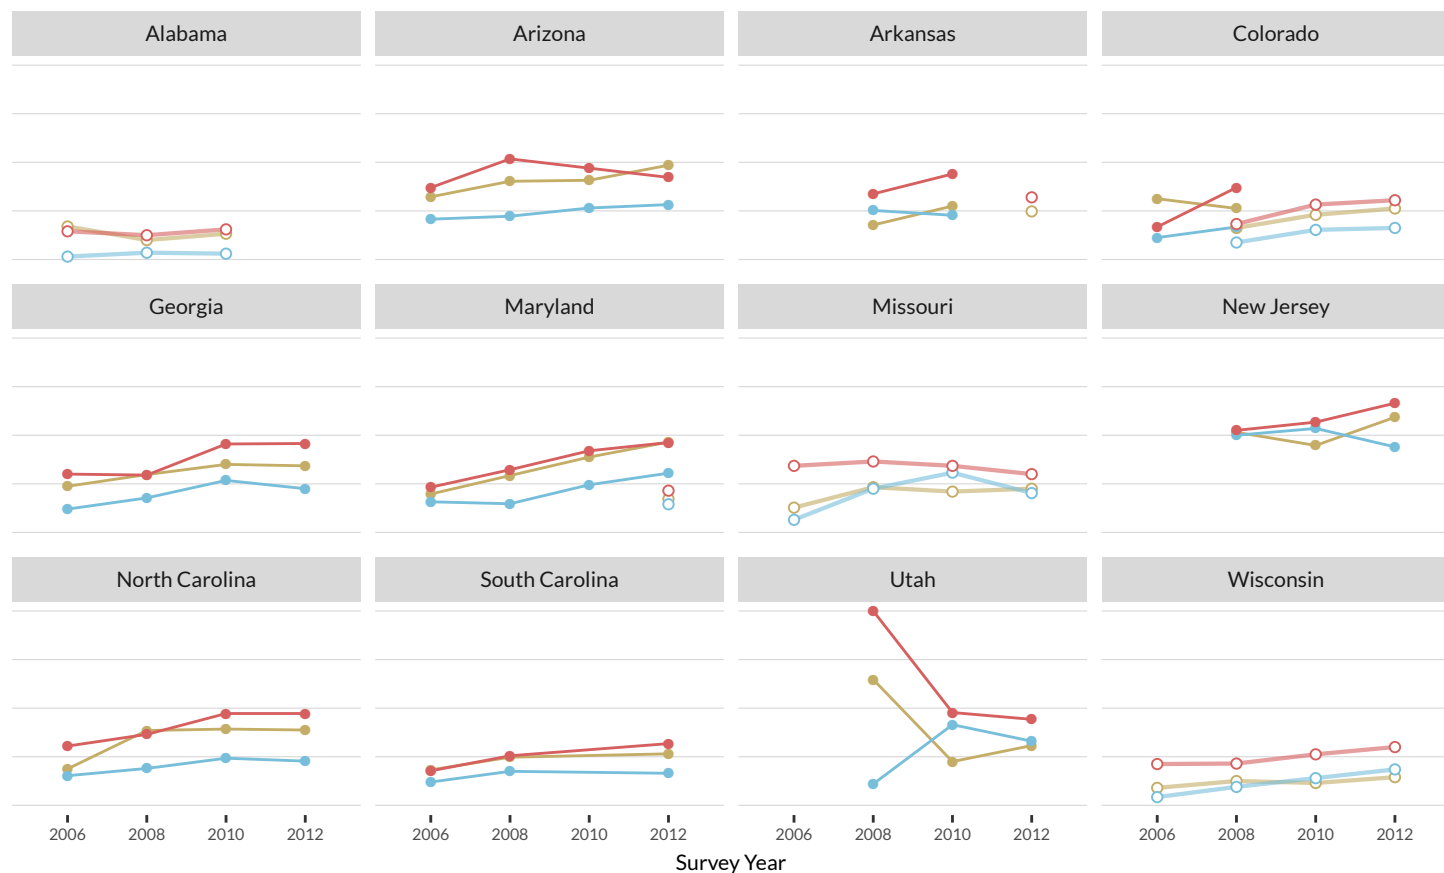 Alabama Arizona Arkansas Colorado
Georgia Maryland Missouri New Jersey
North Carolina South Carolina Utah Wisconsin
2006 2008 2010 2012 2006 2008 2010 2012 2006 2008 2010 2012 2006 2008 2010 2012
Survey Year